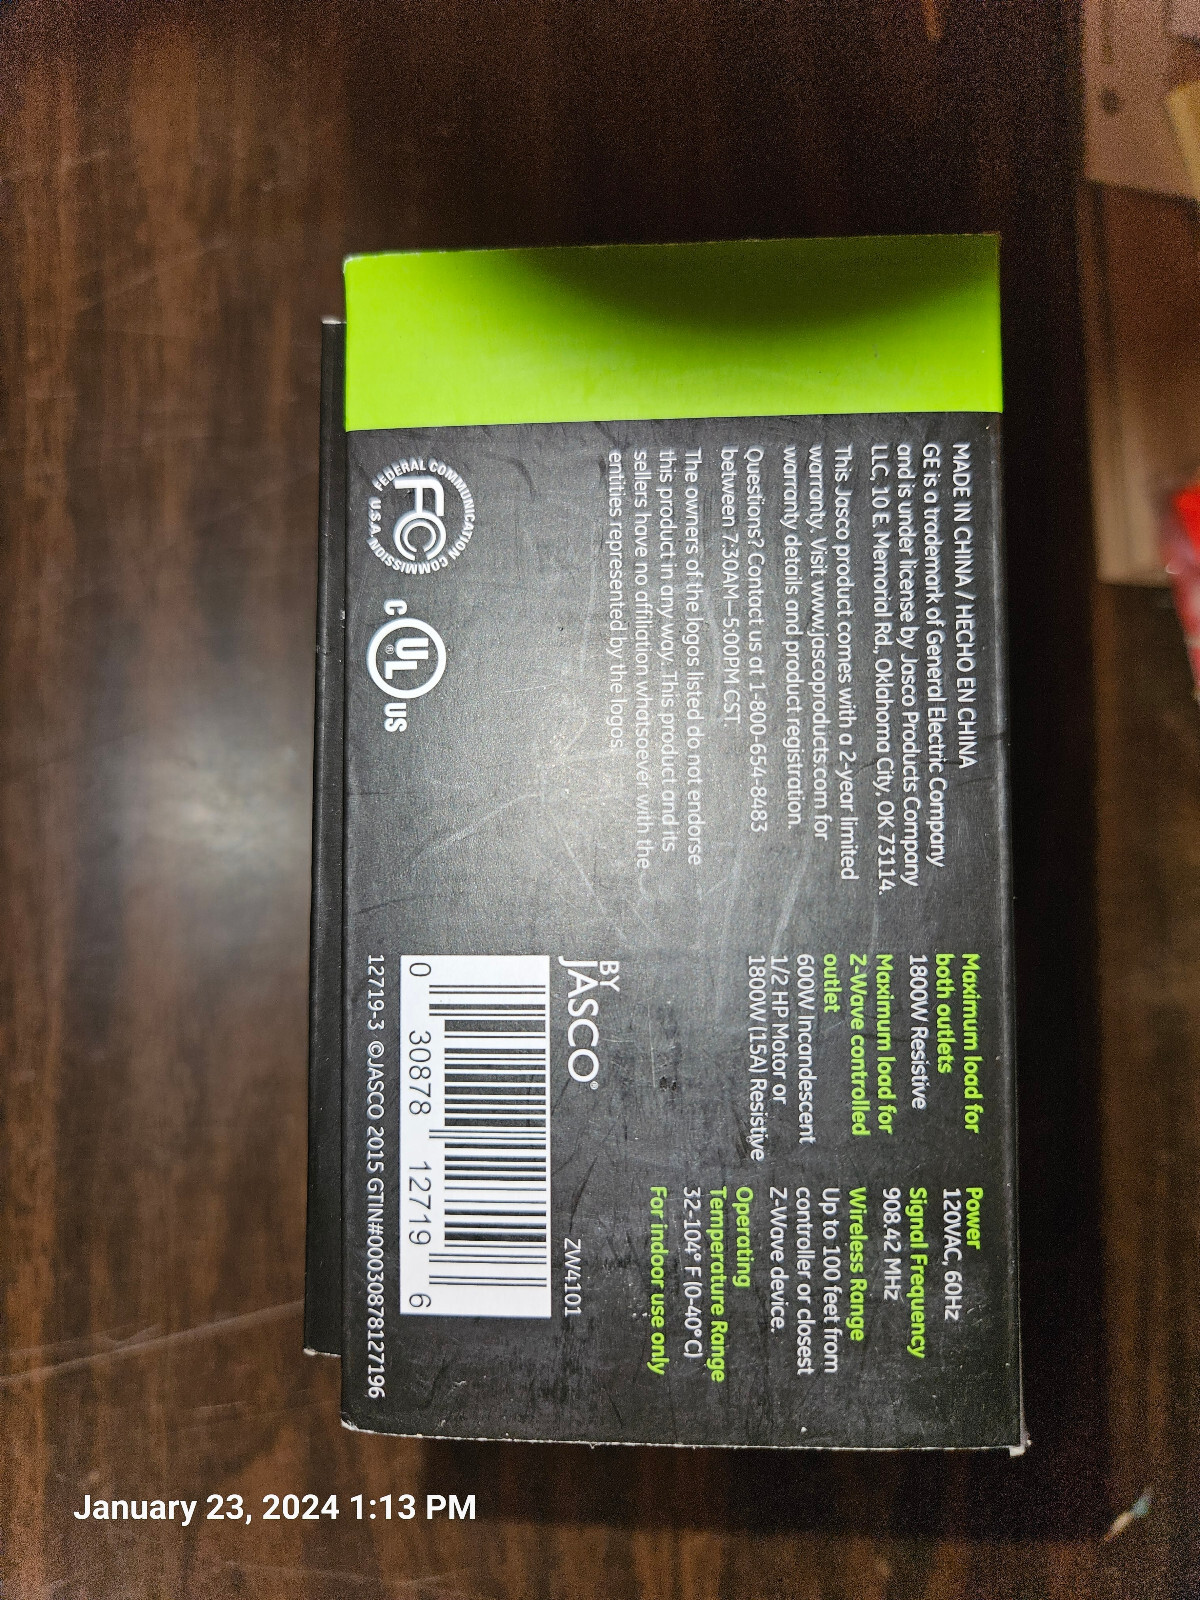 MADE IN CHINA / HECHO EN CHINA
GE is a trademark of General Electric Company
and is under license by Jasco Products Company
LLC, 10 E. Memorial Rd., Oklahoma City, OK 73114.
This Jasco product comes with a 2-year limited
warranty. Visit www.jascoproducts.com for
warranty details and product registration.
Questions? Contact us at 1-800-654-8483
between 7:30AM—5:00PM CST.
The owners of the logos listed do not endorse
this product in any way. This product and its
sellers have no affiliation whatsoever with the
entities represented by the logos.
FEDERAL COMMUNICATION COMMISSION U.S.A.
FC
C UL ® US
Maximum load for
both outlets
1800W Resistive
Maximum load for
Z-Wave controlled
outlet
600W Incandescent
1/2 HP Motor or
1800W (15A) Resistive
Power
120VAC, 60Hz
Signal Frequency
908.42 MHz
Wireless Range
Up to 100 feet from
controller or closest
Z-Wave device.
Operating
Temperature Range
32-104° F (0-40°C)
For indoor use only
BY
JASCO®
ZW4101
0 30878 12719 6
12719-3 ©JASCO 2015 GTIN#00030878127196
January 23, 2024 1:13 PM